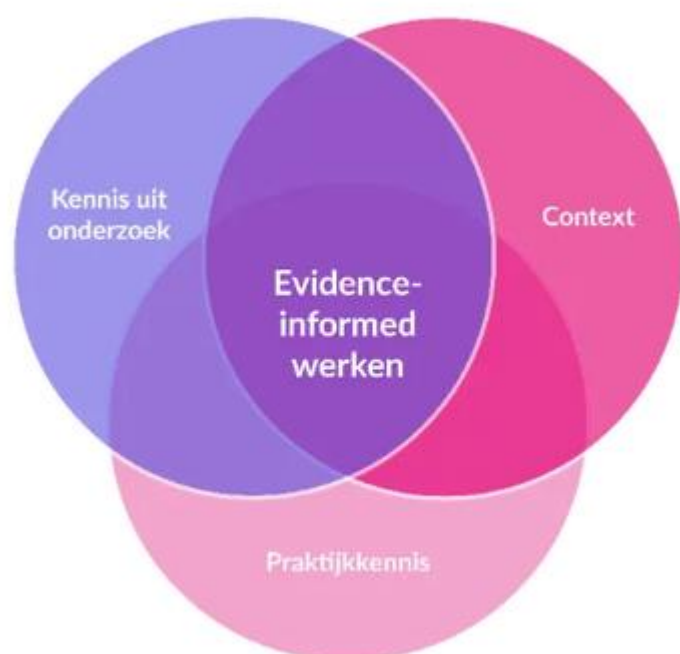 Kennis uit
onderzoek
Context
Evidence-
informed
werken
Praktijkkennis